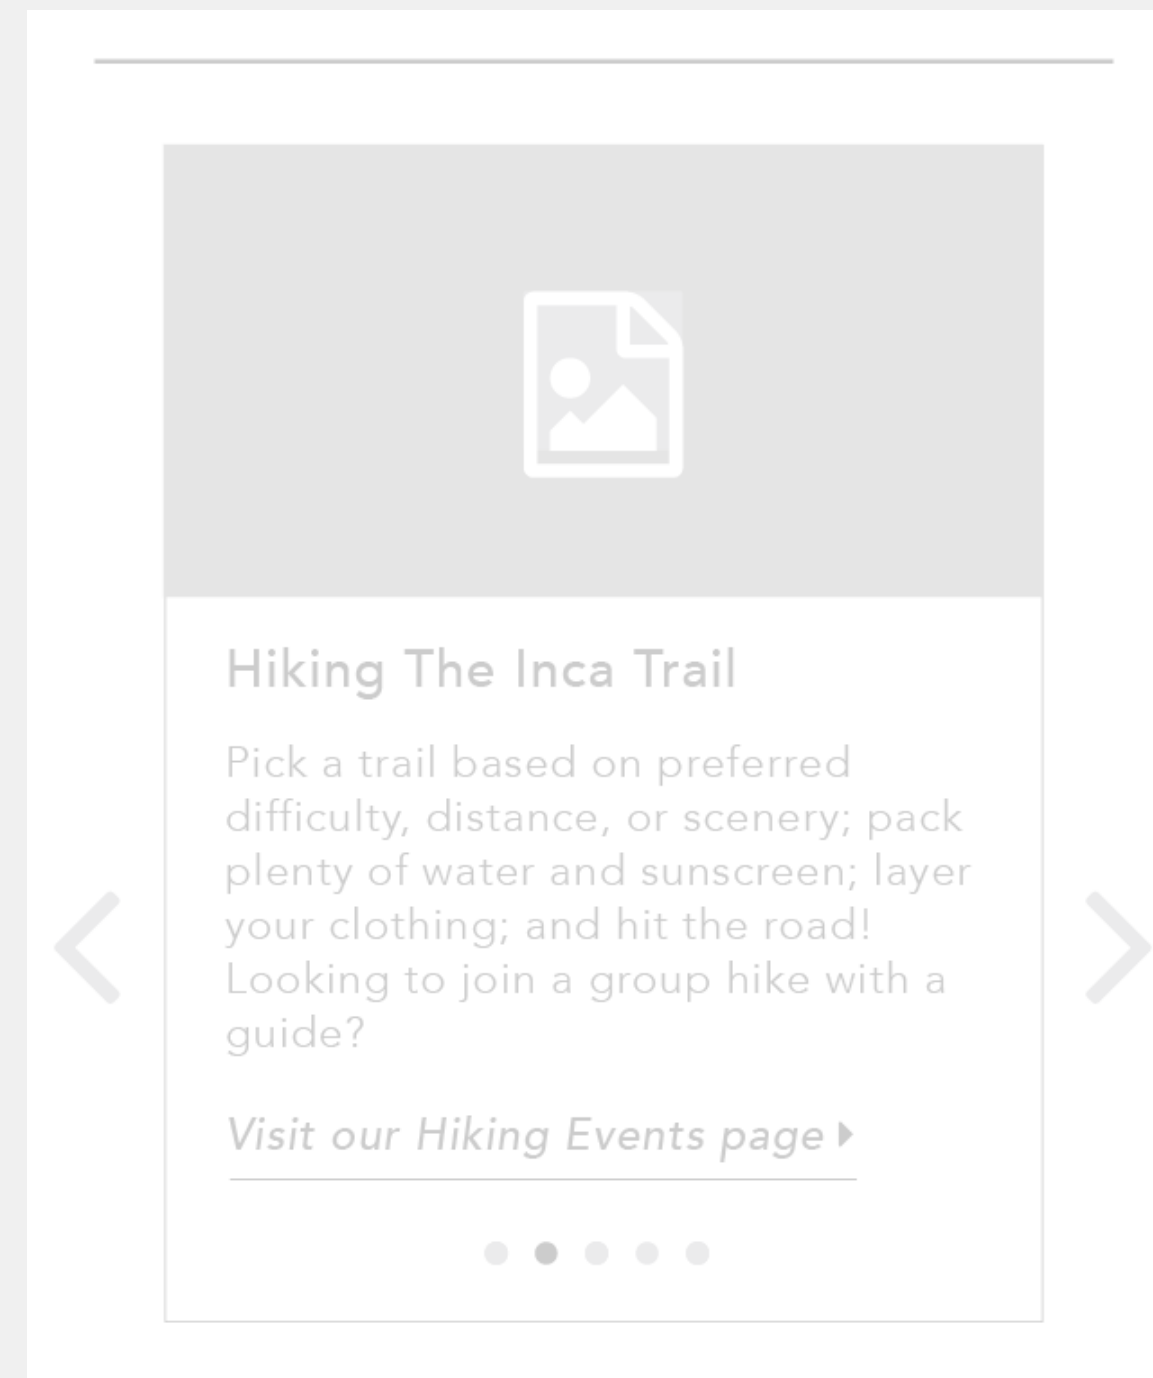 Hiking The Inca Trail
Pick a trail based on preferred
difficulty, distance, or scenery; pack
plenty of water and sunscreen; layer
your clothing; and hit the road!
Looking to join a group hike with a
guide?
Visit our Hiking Events page